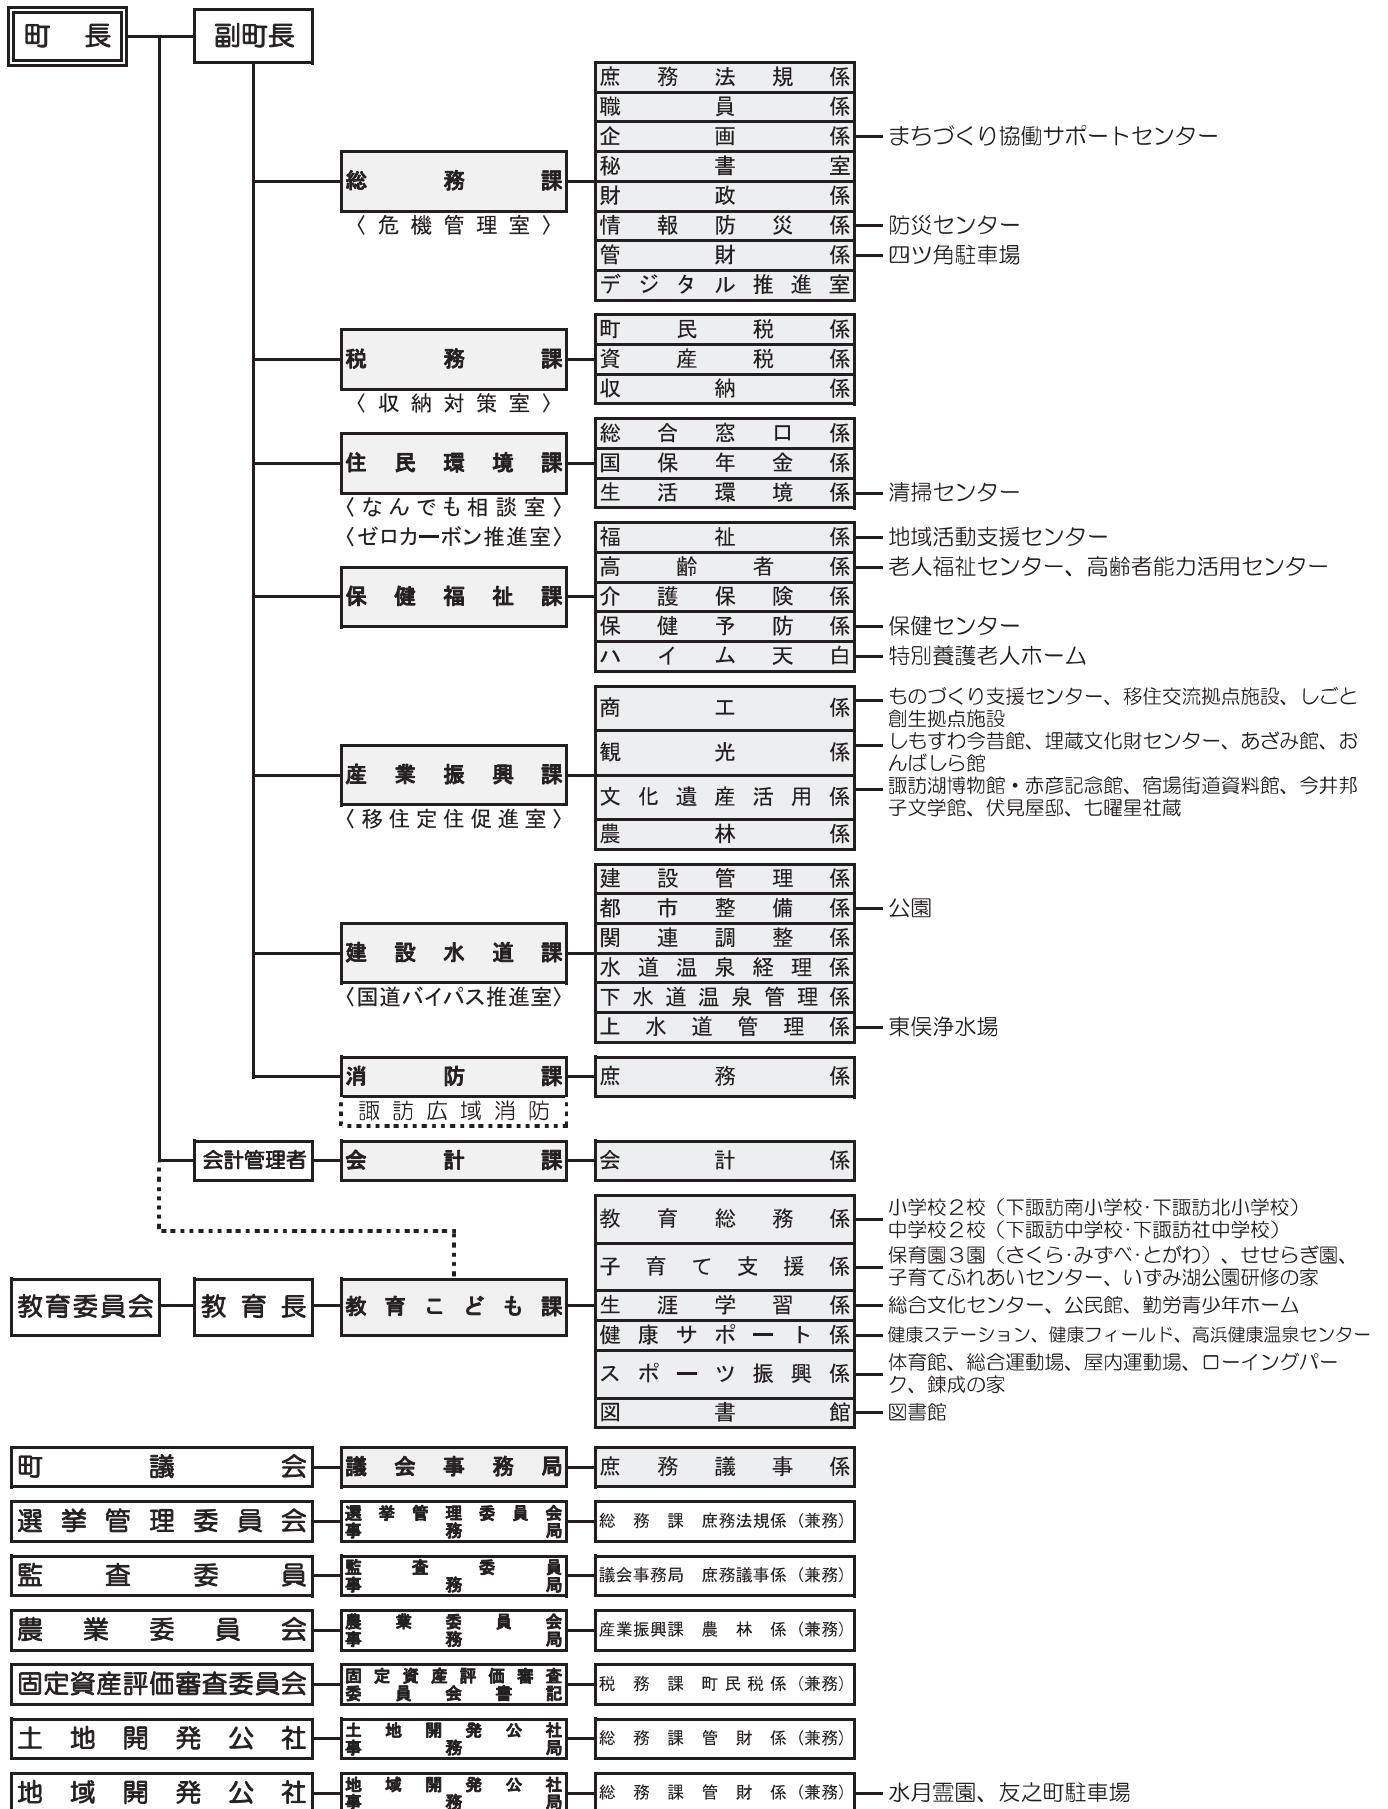 町長
副町長
総務課
〈危機管理室〉
庶務法規係
職員係
企画係
まちづくり協働サポートセンター
秘書室
財政係
情報防災係
防災センター
管財係
四ツ角駐車場
デジタル推進室
税務課
〈収納対策室〉
町民税係
資産税係
収納係
住民環境課
〈なんでも相談室〉
〈ゼロカーボン推進室〉
総合窓口係
国保年金係
生活環境係
清掃センター
保健福祉課
福祉係
地域活動支援センター
高齢者係
老人福祉センター、高齢者能力活用センター
介護保険係
保健予防係
保健センター
ハイム天白
特別養護老人ホーム
産業振興課
〈移住定住促進室〉
商工係
ものづくり支援センター、移住交流拠点施設、しごと
創生拠点施設
観光係
しもすわ今昔館、埋蔵文化財センター、あざみ館、お
んばしら館
文化遺産活用係
諏訪湖博物館・赤彦記念館、宿場街道資料館、今井邦
子文学館、伏見屋邸、七曜星社蔵
農林係
建設水道課
〈国道バイパス推進室〉
建設管理係
都市整備係
公園
関連調整係
水道温泉経理係
下水道温泉管理係
上水道管理係
東俣浄水場
消防課
諏訪広域消防
庶務係
会計管理者
会計課
会計係
教育委員会
教育長
教育こども課
教育総務係
小学校２校（下諏訪南小学校･下諏訪北小学校）
中学校２校（下諏訪中学校･下諏訪社中学校）
子育て支援係
保育園３園（さくら･みずべ･とがわ）、せせらぎ園、
子育てふれあいセンター、いずみ湖公園研修の家
生涯学習係
総合文化センター、公民館、勤労青少年ホーム
健康サポート係
健康ステーション、健康フィールド、高浜健康温泉センター
スポーツ振興係
体育館、総合運動場、屋内運動場、ローイングパー
ク、錬成の家
図書館
図書館
町議会
議会事務局
庶務議事係
選挙管理委員会
選挙管理委員会
事務局
総務課 庶務法規係（兼務）
監査委員
監査委員
事務局
議会事務局 庶務議事係（兼務）
農業委員会
農業委員会
事務局
産業振興課 農林係（兼務）
固定資産評価審査委員会
固定資産評価審査
委員会書記
税務課 町民税係（兼務）
土地開発公社
土地開発公社
事務局
総務課 管財係（兼務）
地域開発公社
地域開発公社
事務局
総務課 管財係（兼務）
水月霊園、友之町駐車場